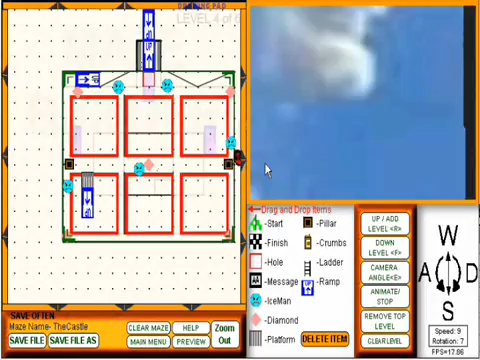 DRAWING PAD
LEVEL 4 of 6
UP
UP
Drag and Drop Items
-Start
-Pillar
-Finish
-Crumbs
-Hole
-Ladder
-Message
UP
-Ramp
-IceMan
-Diamond
-Platform
DELETE ITEM
UP / ADD
LEVEL <R>
DOWN
LEVEL <F>
CAMERA
ANGLE<E>
ANIMATE/
STOP
REMOVE TOP
LEVEL
CLEAR LEVEL
W
A
D
S
Speed: 9
Rotation: 7
FPS=17.86
SAVE OFTEN
Maze Name- TheCastle
SAVE FILE
SAVE FILE AS
CLEAR MAZE
HELP
MAIN MENU
PREVIEW
Zoom
Out